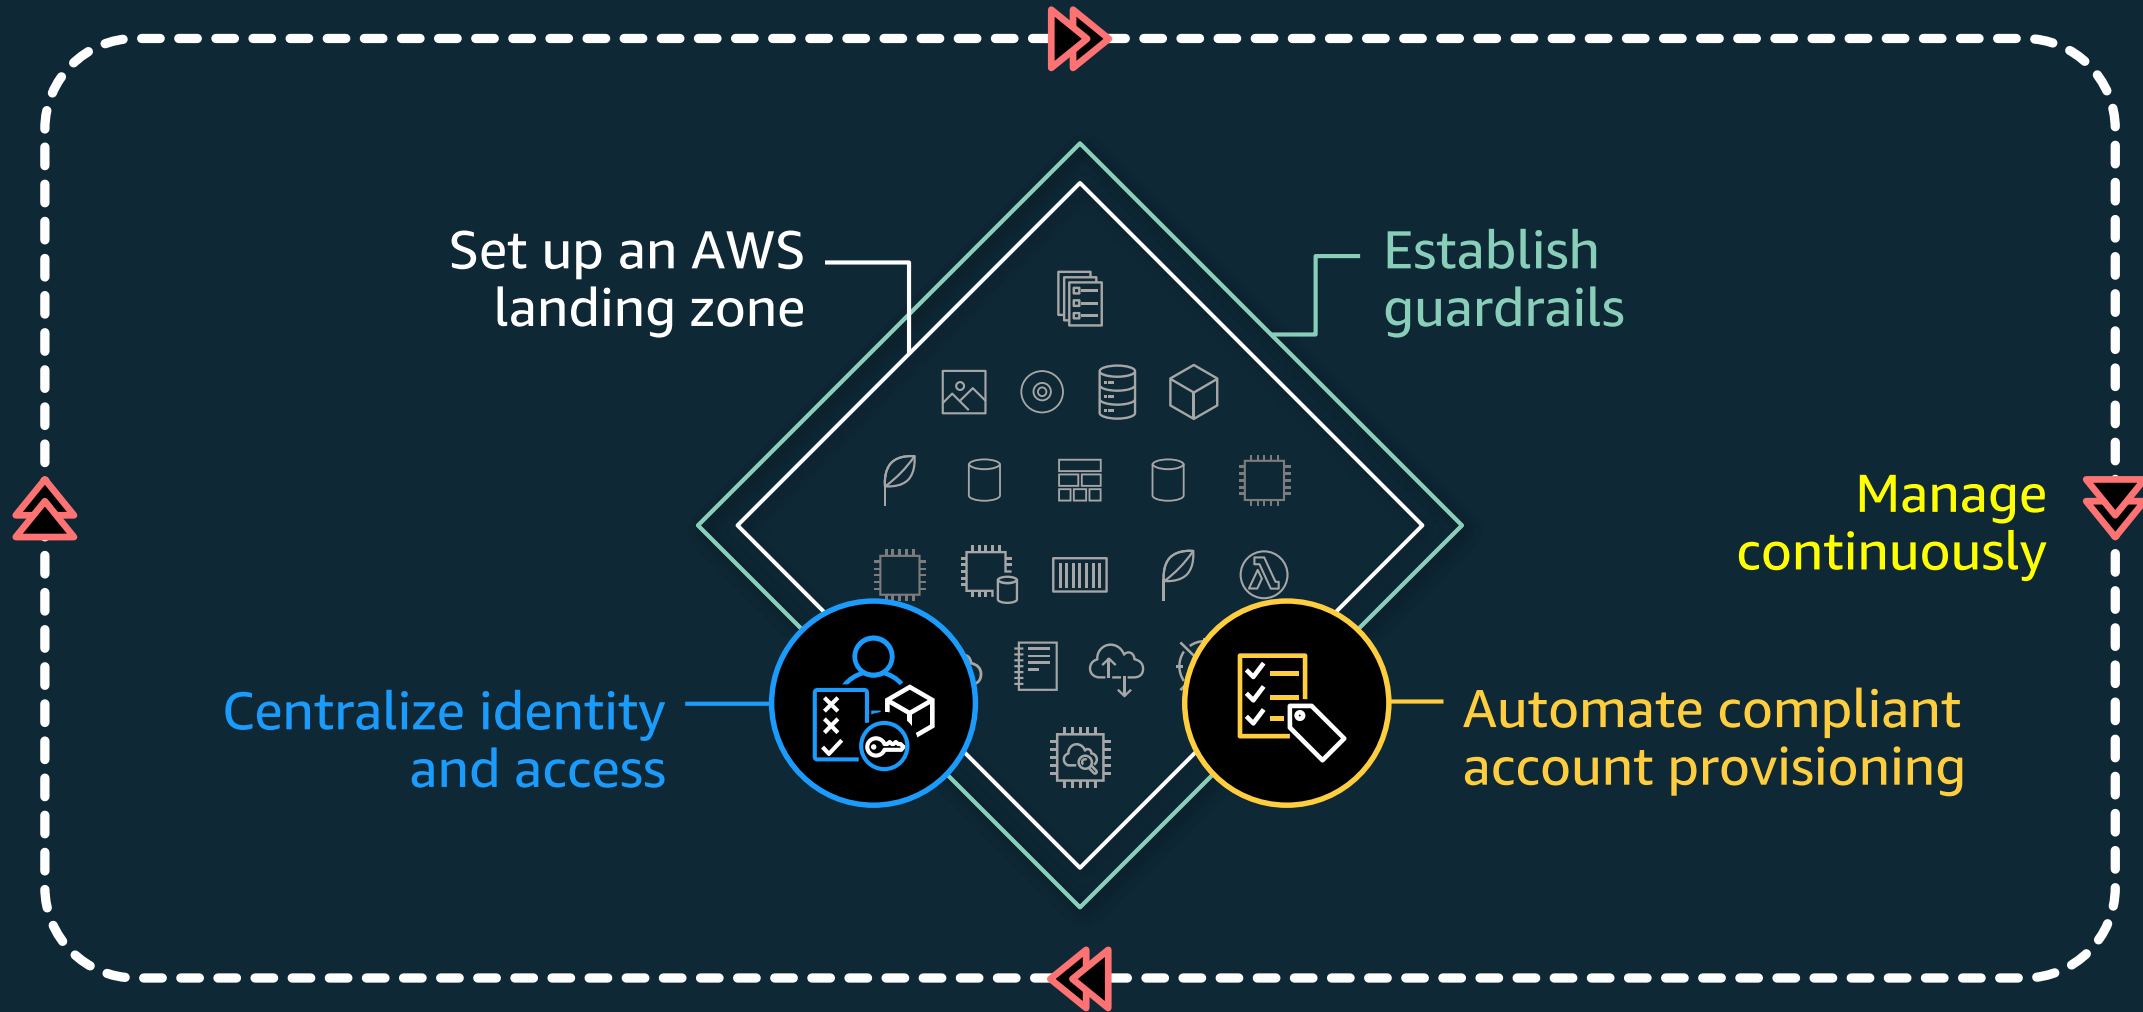 Set up an AWS
landing zone
Establish
guardrails
Manage
continuously
Centralize identity
and access
Automate compliant
account provisioning